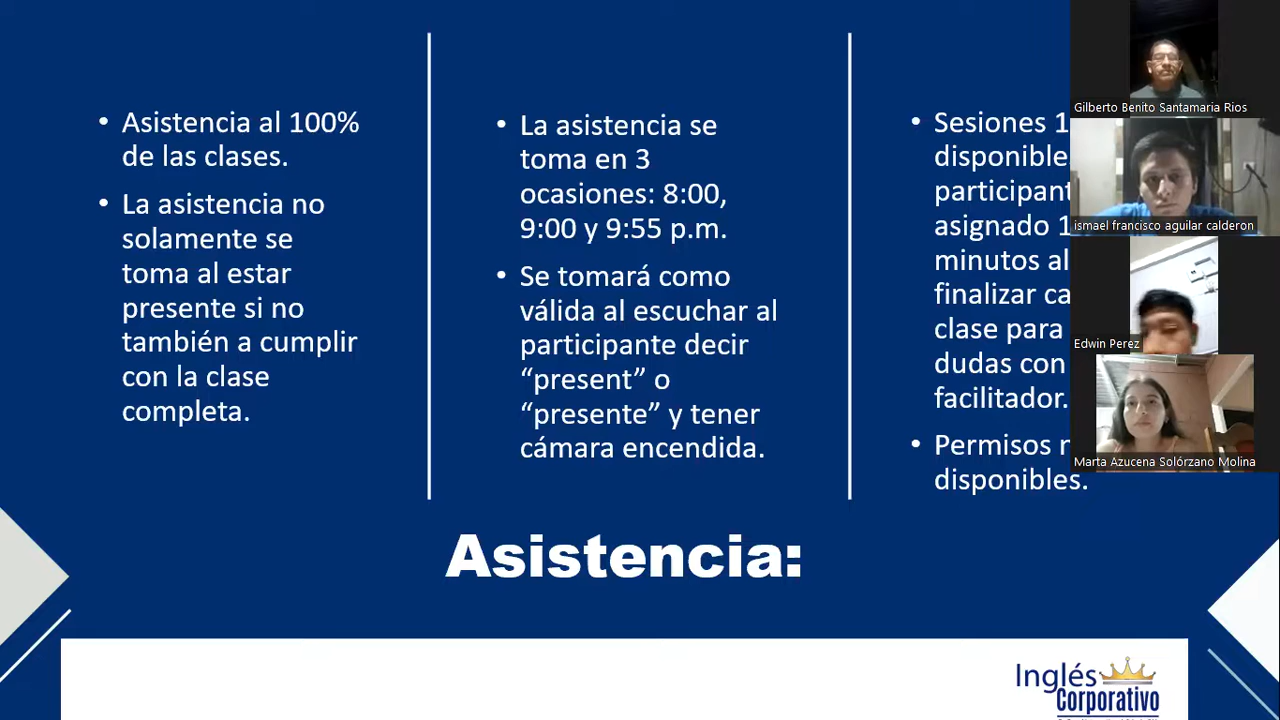 • Asistencia al 100%
de las clases.
• La asistencia no
solamente se
toma al estar
presente si no
también a cumplir
con la clase
completa.
• La asistencia se
toma en 3
ocasiones: 8:00,
9:00 y 9:55 p.m.
• Se tomará como
válida al escuchar al
participante decir
“present” o
“presente” y tener
cámara encendida.
• Sesiones 1
disponible
participant
asignado 1
minutos al
finalizar ca
clase para
dudas con
facilitador.
• Permisos n
disponibles.
Asistencia:
Gilberto Benito Santamaria Rios
ismael francisco aguilar calderon
Edwin Perez
Marta Azucena Solórzano Molina
Inglés
Corporativo